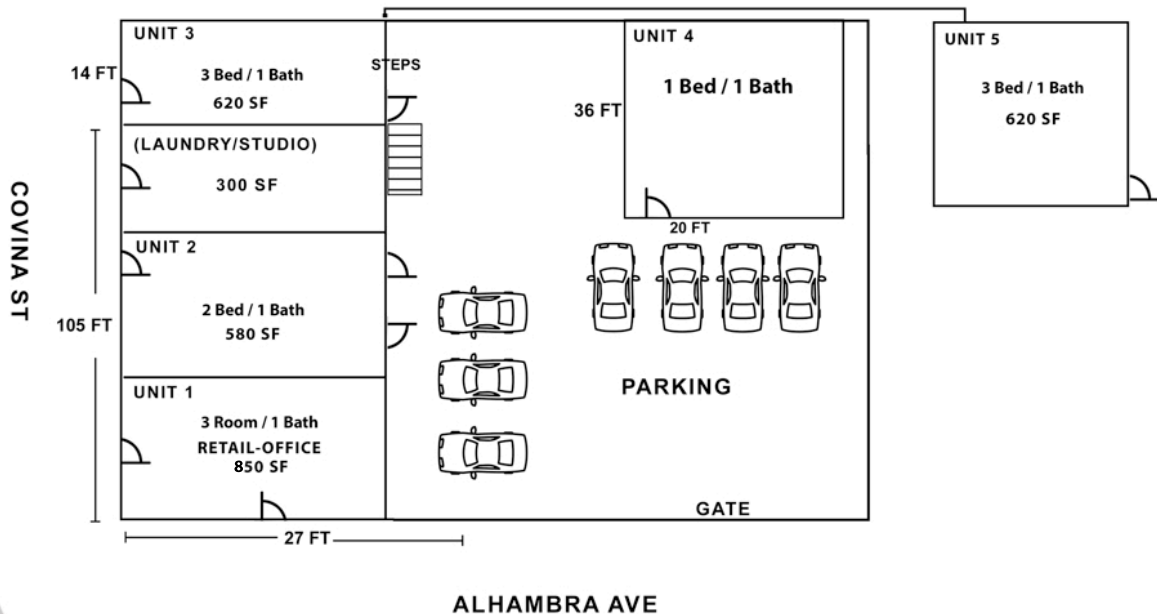 UNIT 3
3 Bed / 1 Bath
620 SF
14 FT
STEPS
(LAUNDRY/STUDIO)
300 SF
UNIT 2
2 Bed / 1 Bath
580 SF
UNIT 1
3 Room / 1 Bath
RETAIL-OFFICE
850 SF
COVINA ST
105 FT
27 FT
UNIT 4
1 Bed / 1 Bath
36 FT
20 FT
UNIT 5
3 Bed / 1 Bath
620 SF
PARKING
GATE
ALHAMBRA AVE